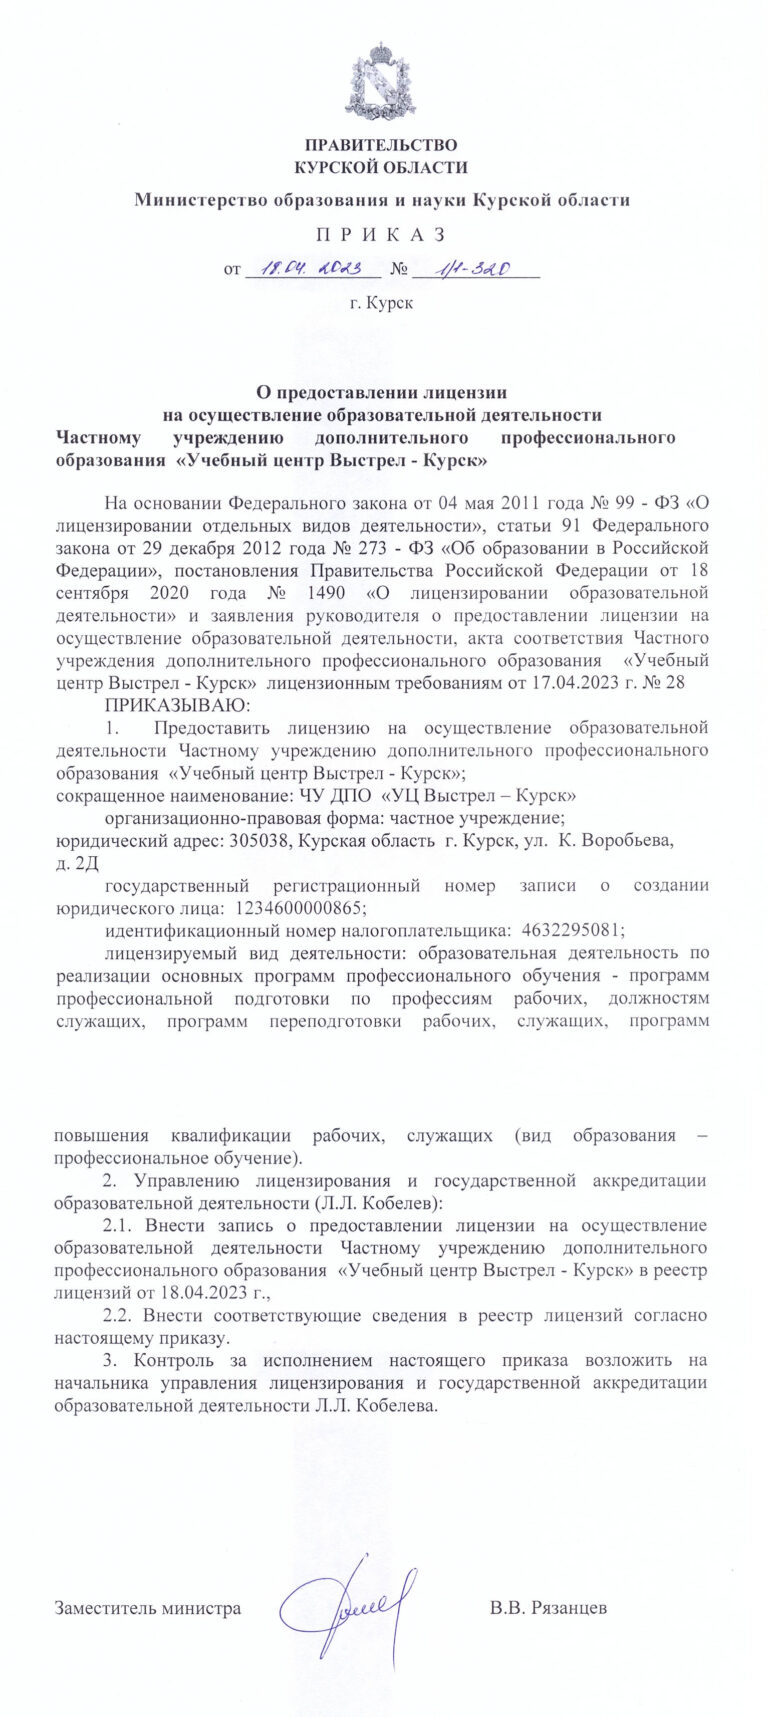 ПРАВИТЕЛЬСТВО
КУРСКОЙ ОБЛАСТИ
Министерство образования и науки Курской области
П Р И К А З
от 18.04. 2023 № 1/1-320
г. Курск
О предоставлении лицензии
на осуществление образовательной деятельности
Частному учреждению дополнительного профессионального
образования «Учебный центр Выстрел - Курск»
На основании Федерального закона от 04 мая 2011 года № 99 - ФЗ «О
лицензировании отдельных видов деятельности», статьи 91 Федерального
закона от 29 декабря 2012 года № 273 - ФЗ «Об образовании в Российской
Федерации», постановления Правительства Российской Федерации от 18
сентября 2020 года № 1490 «О лицензировании образовательной
деятельности» и заявления руководителя о предоставлении лицензии на
осуществление образовательной деятельности, акта соответствия Частного
учреждения дополнительного профессионального образования «Учебный
центр Выстрел - Курск» лицензионным требованиям от 17.04.2023 г. № 28
ПРИКАЗЫВАЮ:
1. Предоставить лицензию на осуществление образовательной
деятельности Частному учреждению дополнительного профессионального
образования «Учебный центр Выстрел - Курск»;
сокращенное наименование: ЧУ ДПО «УЦ Выстрел – Курск»
организационно-правовая форма: частное учреждение;
юридический адрес: 305038, Курская область г. Курск, ул. К. Воробьева,
д. 2Д
государственный регистрационный номер записи о создании
юридического лица: 1234600000865;
идентификационный номер налогоплательщика: 4632295081;
лицензируемый вид деятельности: образовательная деятельность по
реализации основных программ профессионального обучения - программ
профессиональной подготовки по профессиям рабочих, должностям
служащих, программ переподготовки рабочих, служащих, программ
повышения квалификации рабочих, служащих (вид образования –
профессиональное обучение).
2. Управлению лицензирования и государственной аккредитации
образовательной деятельности (Л.Л. Кобелев):
2.1. Внести запись о предоставлении лицензии на осуществление
образовательной деятельности Частному учреждению дополнительного
профессионального образования «Учебный центр Выстрел - Курск» в реестр
лицензий от 18.04.2023 г.,
2.2. Внести соответствующие сведения в реестр лицензий согласно
настоящему приказу.
3. Контроль за исполнением настоящего приказа возложить на
начальника управления лицензирования и государственной аккредитации
образовательной деятельности Л.Л. Кобелева.
Заместитель министра В.В. Рязанцев